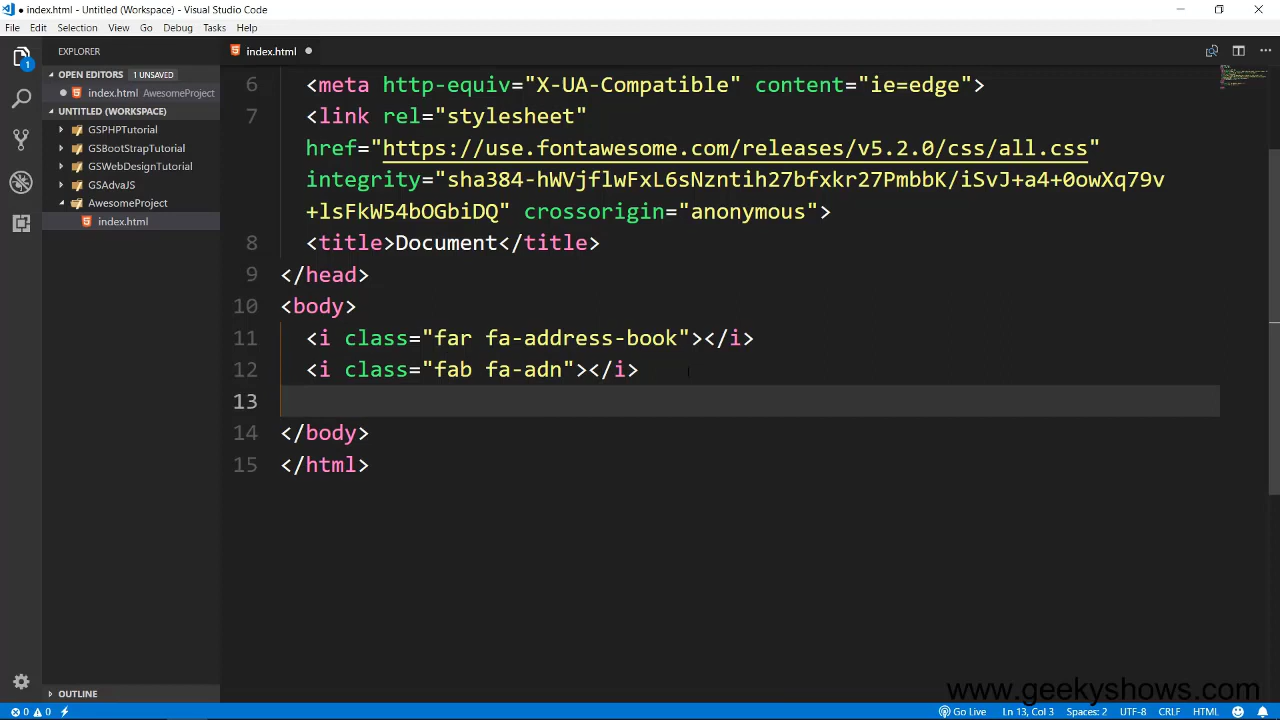 ● index.html - Untitled (Workspace) - Visual Studio Code
File Edit Selection View Go Debug Tasks Help
EXPLORER
index.html ●
OPEN EDITORS 1 UNSAVED
● index.html AwesomeProject
UNTITLED (WORKSPACE)
GSPHPTutorial
GSBootStrapTutorial
GSWebDesignTutorial
GSAdvaJS
AwesomeProject
index.html
OUTLINE
1
6 <meta http-equiv="X-UA-Compatible" content="ie=edge">
7 <link rel="stylesheet"
href="https://use.fontawesome.com/releases/v5.2.0/css/all.css"
integrity="sha384-hWVjflwFxL6sNzntih27bfxkr27PmbbK/iSvJ+a4+0owXq79v
+lsFkW54bOGbiDQ" crossorigin="anonymous">
8 <title>Document</title>
9 </head>
10 <body>
11 <i class="far fa-address-book"></i>
12 <i class="fab fa-adn"></i>
13
14 </body>
15 </html>
www.geekyshows.com
0 0 Go Live Ln 13, Col 3 Spaces: 2 UTF-8 CRLF HTML